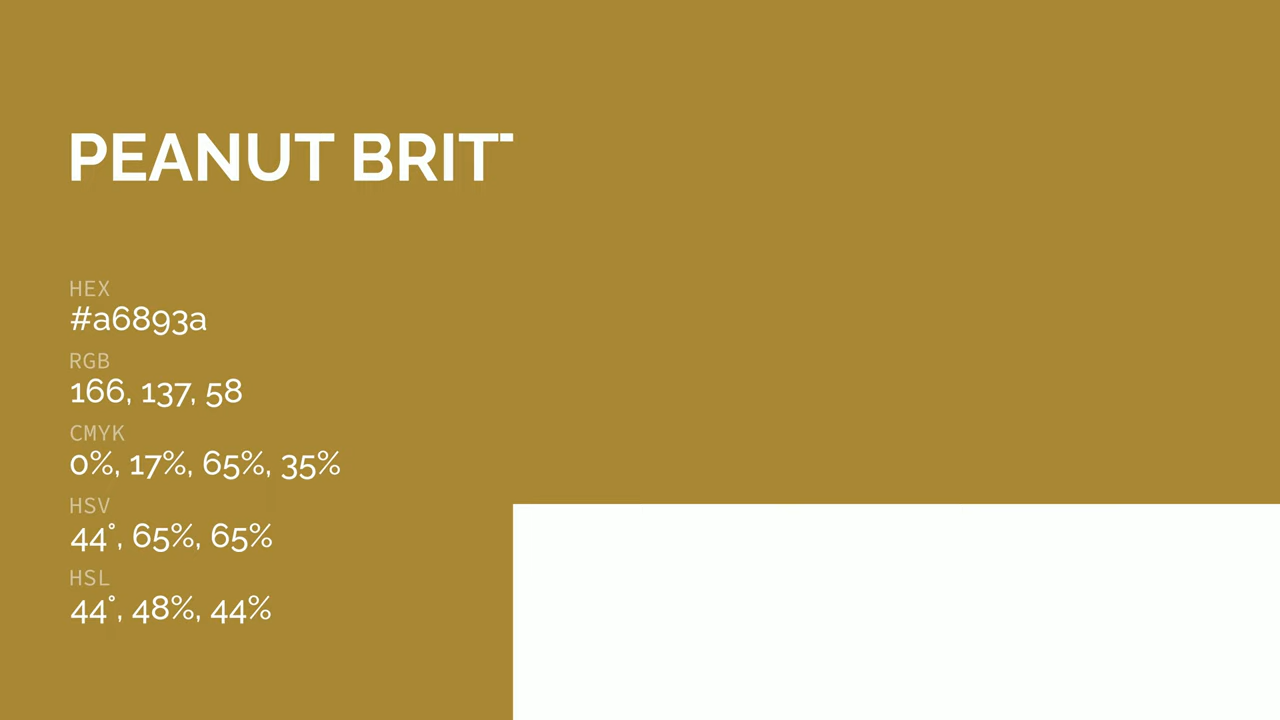 PEANUT BRIT
HEX
#a6893a
RGB
166, 137, 58
CMYK
0%, 17%, 65%, 35%
HSV
44°, 65%, 65%
HSL
44°, 48%, 44%